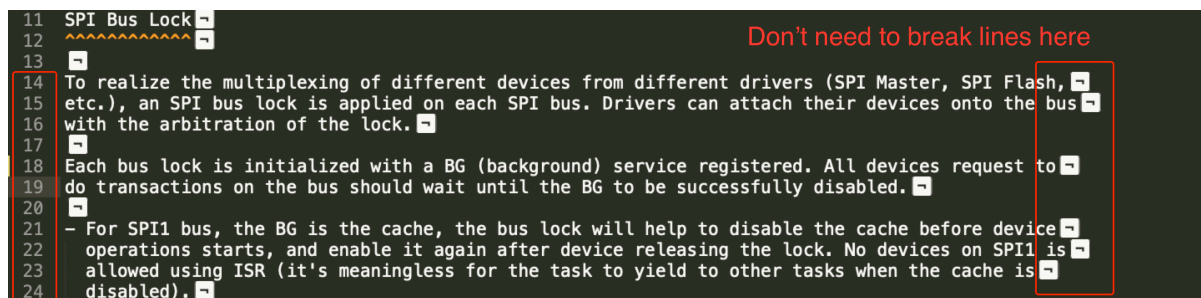 11 SPI Bus Lock¬
12 ^^^^^^^^^^^^¬
Don't need to break lines here
13 ¬
14 To realize the multiplexing of different devices from different drivers (SPI Master, SPI Flash,¬
15 etc.), an SPI bus lock is applied on each SPI bus. Drivers can attach their devices onto the bus¬
16 with the arbitration of the lock.¬
17 ¬
18 Each bus lock is initialized with a BG (background) service registered. All devices request to¬
19 do transactions on the bus should wait until the BG to be successfully disabled.¬
20 ¬
21 - For SPI1 bus, the BG is the cache, the bus lock will help to disable the cache before device¬
22 operations starts, and enable it again after device releasing the lock. No devices on SPI1 is¬
23 allowed using ISR (it's meaningless for the task to yield to other tasks when the cache is¬
24 disabled).¬